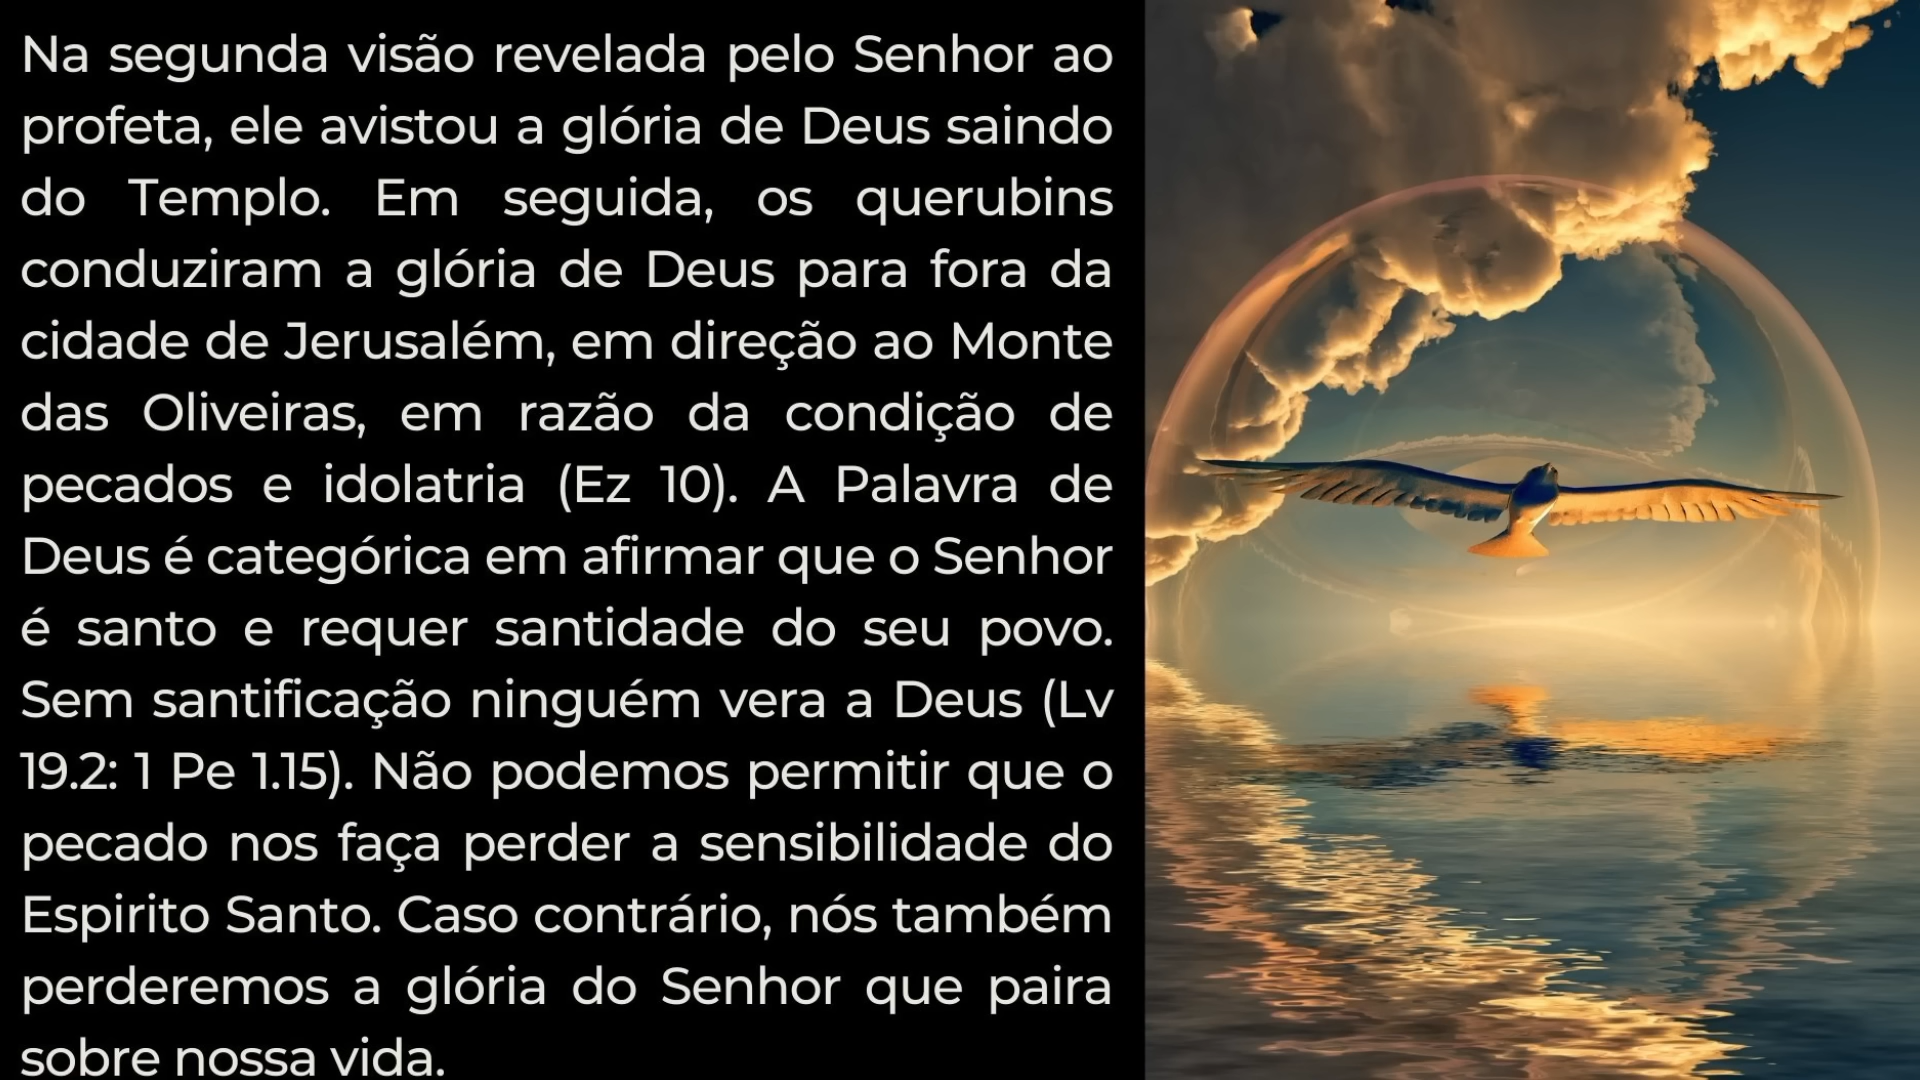 Na segunda visão revelada pelo Senhor ao
profeta, ele avistou a glória de Deus saindo
do Templo. Em seguida, os querubins
conduziram a glória de Deus para fora da
cidade de Jerusalém, em direção ao Monte
das Oliveiras, em razão da condição de
pecados e idolatria (Ez 10). A Palavra de
Deus é categórica em afirmar que o Senhor
é santo e requer santidade do seu povo.
Sem santificação ninguém vera a Deus (Lv
19.2: 1 Pe 1.15). Não podemos permitir que o
pecado nos faça perder a sensibilidade do
Espirito Santo. Caso contrário, nós também
perderemos a glória do Senhor que paira
sobre nossa vida.